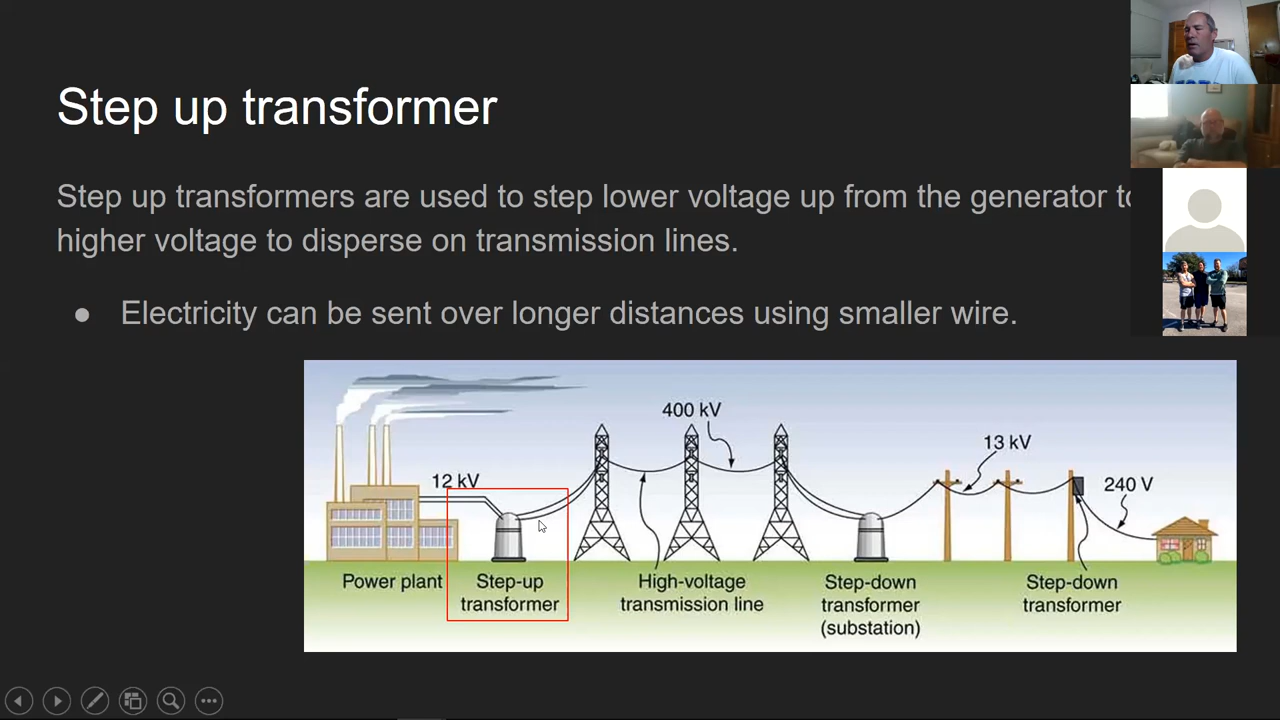 Step up transformer
Step up transformers are used to step lower voltage up from the generator to
higher voltage to disperse on transmission lines.
● Electricity can be sent over longer distances using smaller wire.
400 kV
13 kV
12 kV
240 V
Power plant
Step-up
transformer
High-voltage
transmission line
Step-down
transformer
(substation)
Step-down
transformer